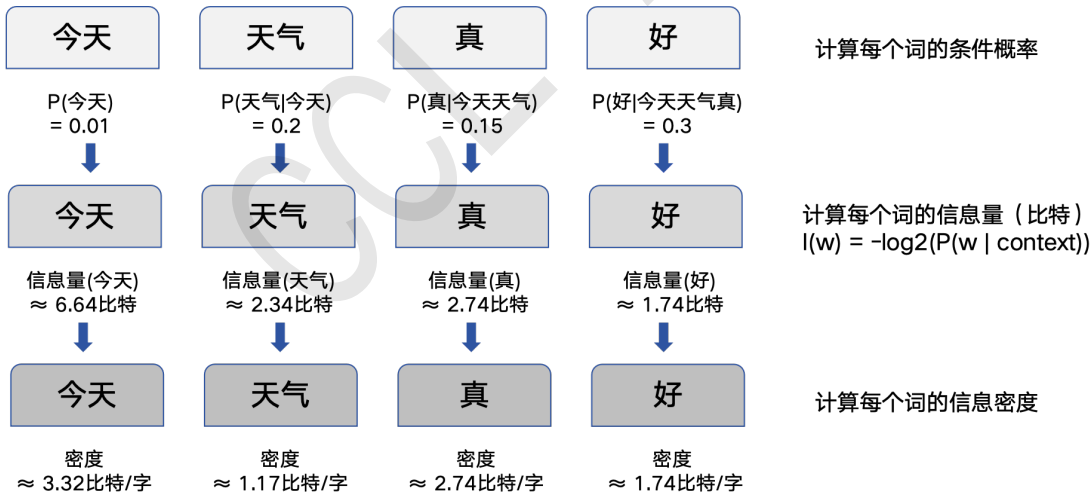 今天 天气 真 好 计算每个词的条件概率
P(今天) P(天气|今天) P(真|今天天气) P(好|今天天气真)
= 0.01 = 0.2 = 0.15 = 0.3
今天 天气 真 好
计算每个词的信息量（比特）
I(w) = -log2(P(w | context))
信息量(今天) 信息量(天气) 信息量(真) 信息量(好)
≈ 6.64比特 ≈ 2.34比特 ≈ 2.74比特 ≈ 1.74比特
今天 天气 真 好 计算每个词的信息密度
密度 密度 密度 密度
≈ 3.32比特/字 ≈ 1.17比特/字 ≈ 2.74比特/字 ≈ 1.74比特/字
CCL